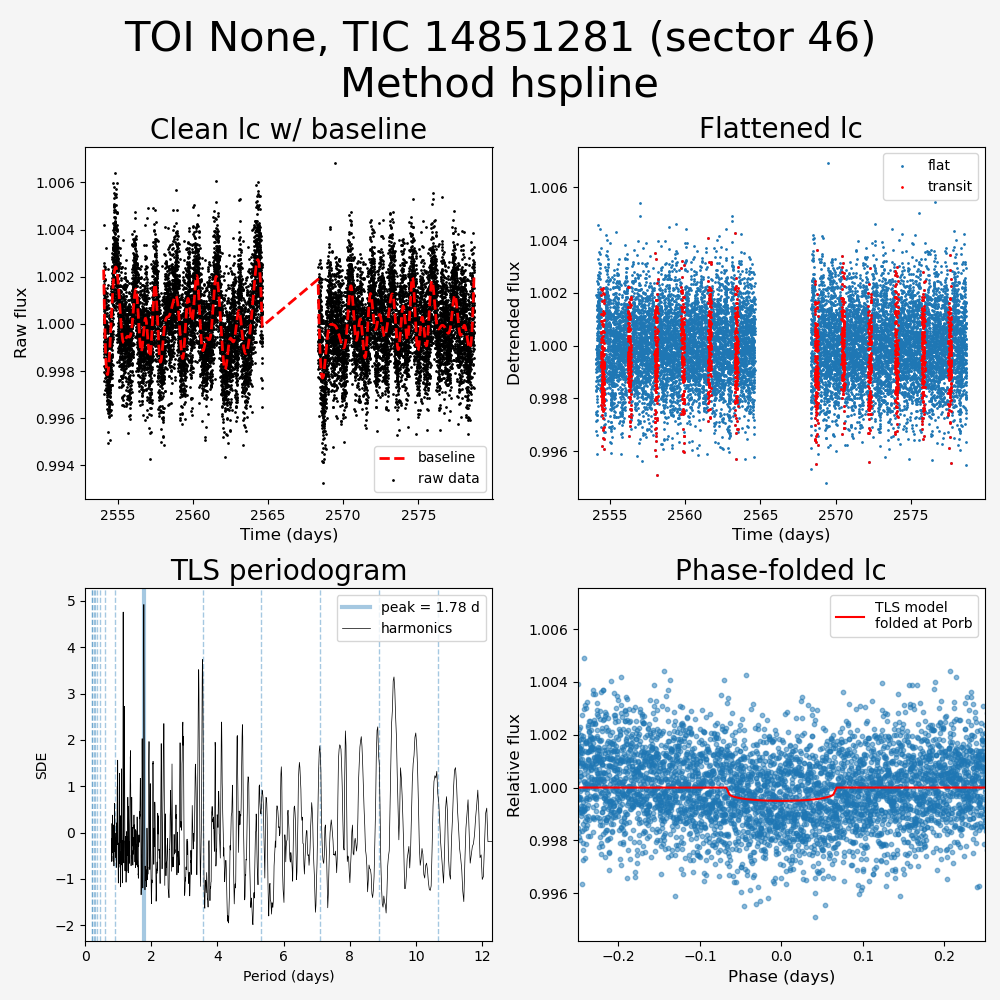 TOI None, TIC 14851281 (sector 46)
Method hspline
Clean lc w/ baseline
Raw flux
1.006
1.004
1.002
1.000
0.998
0.996
0.994
baseline
raw data
2555
2560
2565
2570
2575
Time (days)
Flattened lc
Detrended flux
1.006
1.004
1.002
1.000
0.998
0.996
flat
transit
2555
2560
2565
2570
2575
Time (days)
TLS periodogram
SDE
5
4
3
2
1
0
−1
−2
peak = 1.78 d
harmonics
0
2
4
6
8
10
12
Period (days)
Phase-folded lc
Relative flux
1.006
1.004
1.002
1.000
0.998
0.996
TLS model
folded at Porb
−0.2
−0.1
0.0
0.1
0.2
Phase (days)